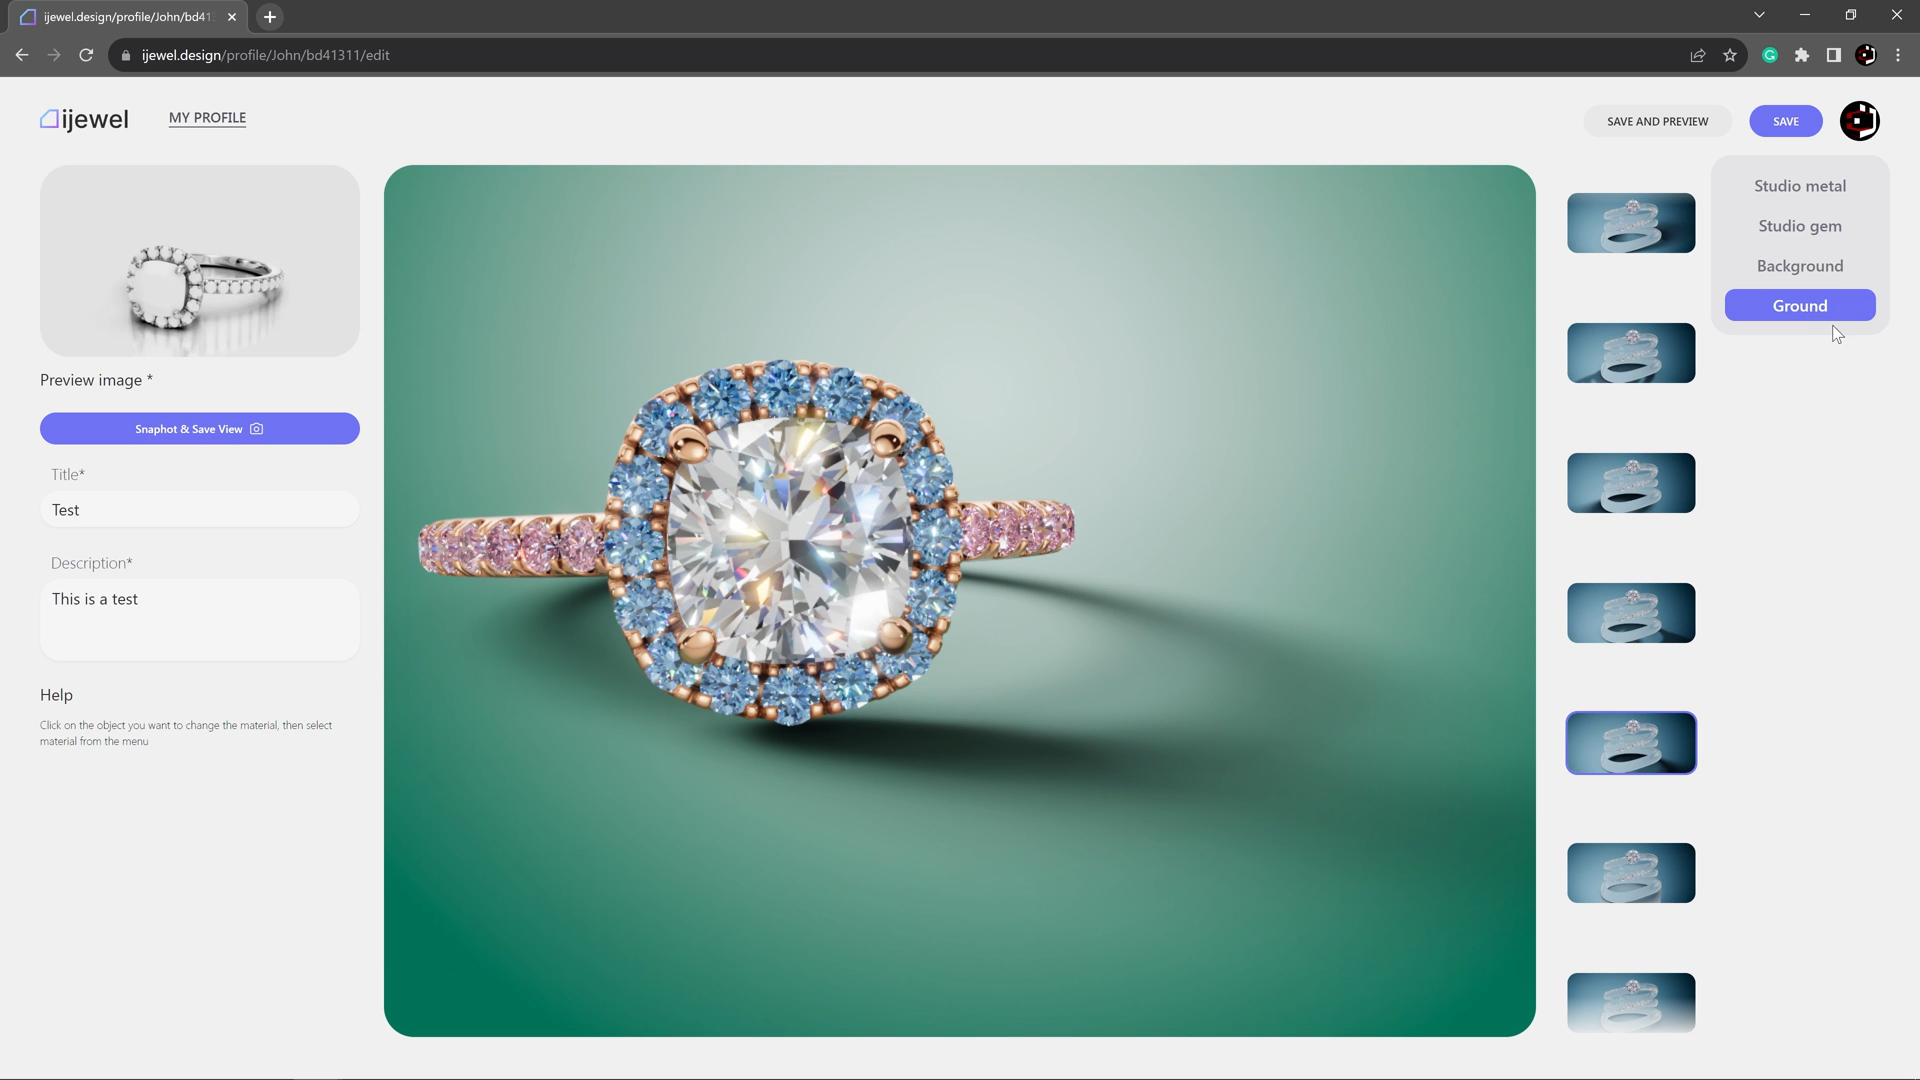 ijewel.design/profile/John/bd41
ijewel.design/profile/John/bd41311/edit
ijewel
MY PROFILE
SAVE AND PREVIEW
SAVE
Studio metal
Studio gem
Background
Ground
Preview image *
Snaphot & Save View
Title*
Test
Description*
This is a test
Help
Click on the object you want to change the material, then select
material from the menu